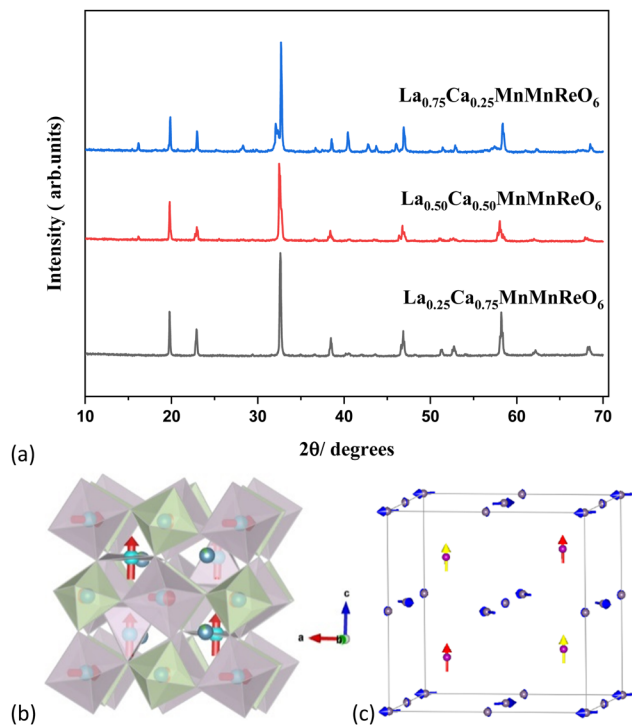 La0.75Ca0.25MnMnReO6
La0.50Ca0.50MnMnReO6
La0.25Ca0.75MnMnReO6
Intensity ( arb.units)
10 20 30 40 50 60 70
2θ/ degrees
(a)
c
a
b
(b)
(c)